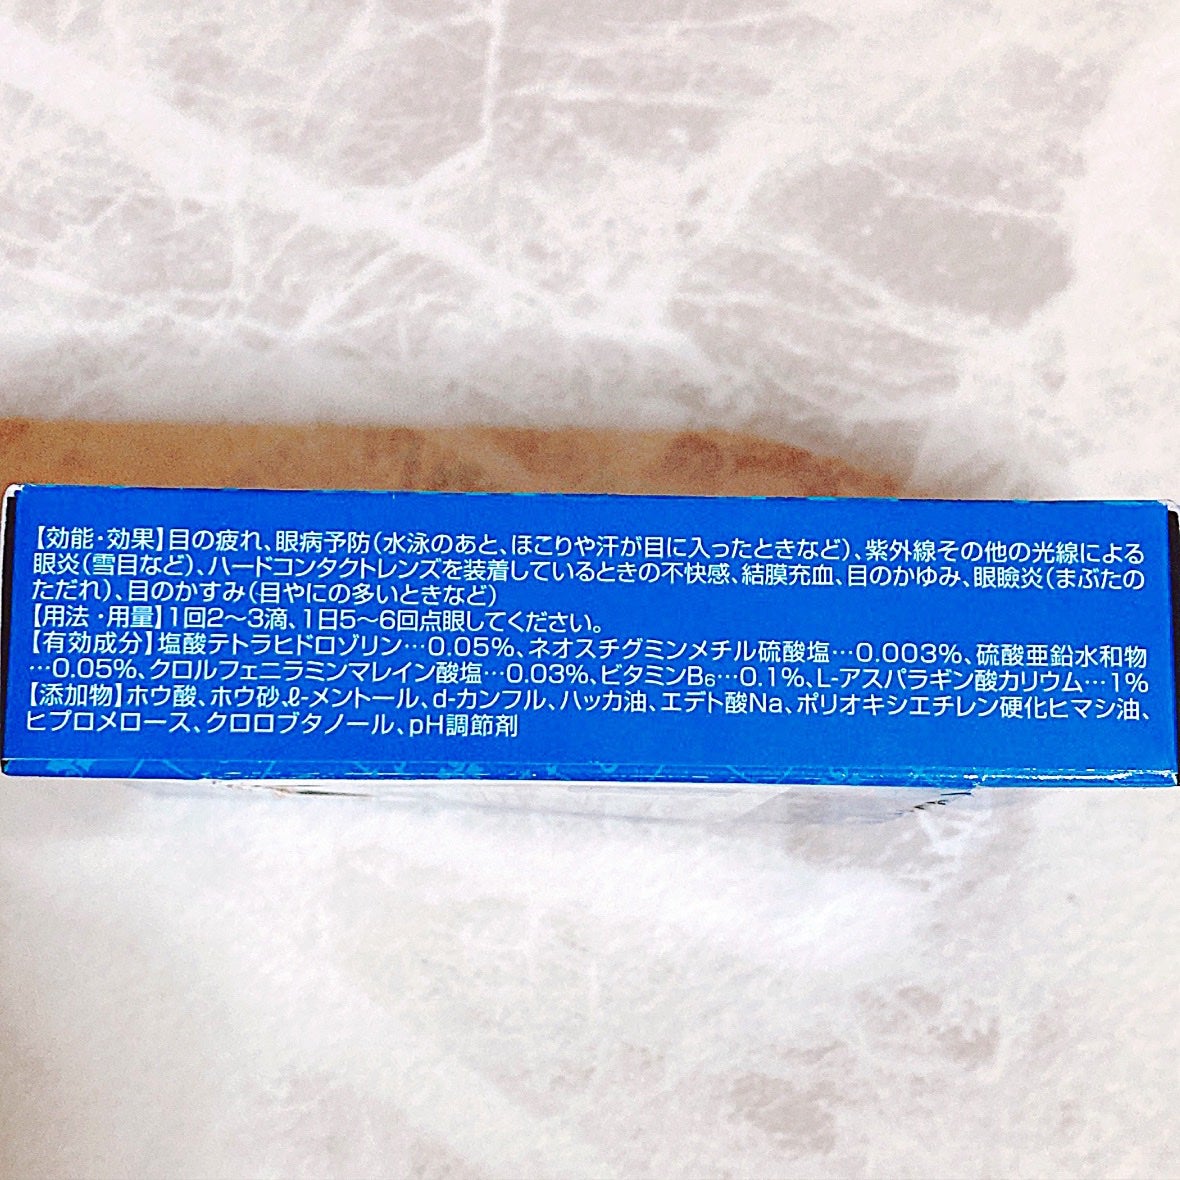 【効能・効果】目の疲れ、眼病予防(水泳のあと、ほこりや汗が目に入ったときなど)、紫外線その他の光線による
眼炎(雪目など)、ハードコンタクトレンズを装着しているときの不快感、結膜充血、目のかゆみ、眼瞼炎(まぶたの
ただれ)、目のかすみ(目やにの多いときなど)
【用法・用量】1回2〜3滴、1日5〜6回点眼してください。
【有効成分】塩酸テトラヒドロゾリン…0.05%、ネオスチグミンメチル硫酸塩…0.003%、硫酸亜鉛水和物
…0.05%、クロルフェニラミンマレイン酸塩…0.03%、ビタミンB₆…0.1%、L-アスパラギン酸カリウム…1%
【添加物】ホウ酸、ホウ砂、ℓ-メントール、d-カンフル、ハッカ油、エデト酸Na、ポリオキシエチレン硬化ヒマシ油、
ヒプロメロース、クロロブタノール、pH調節剤